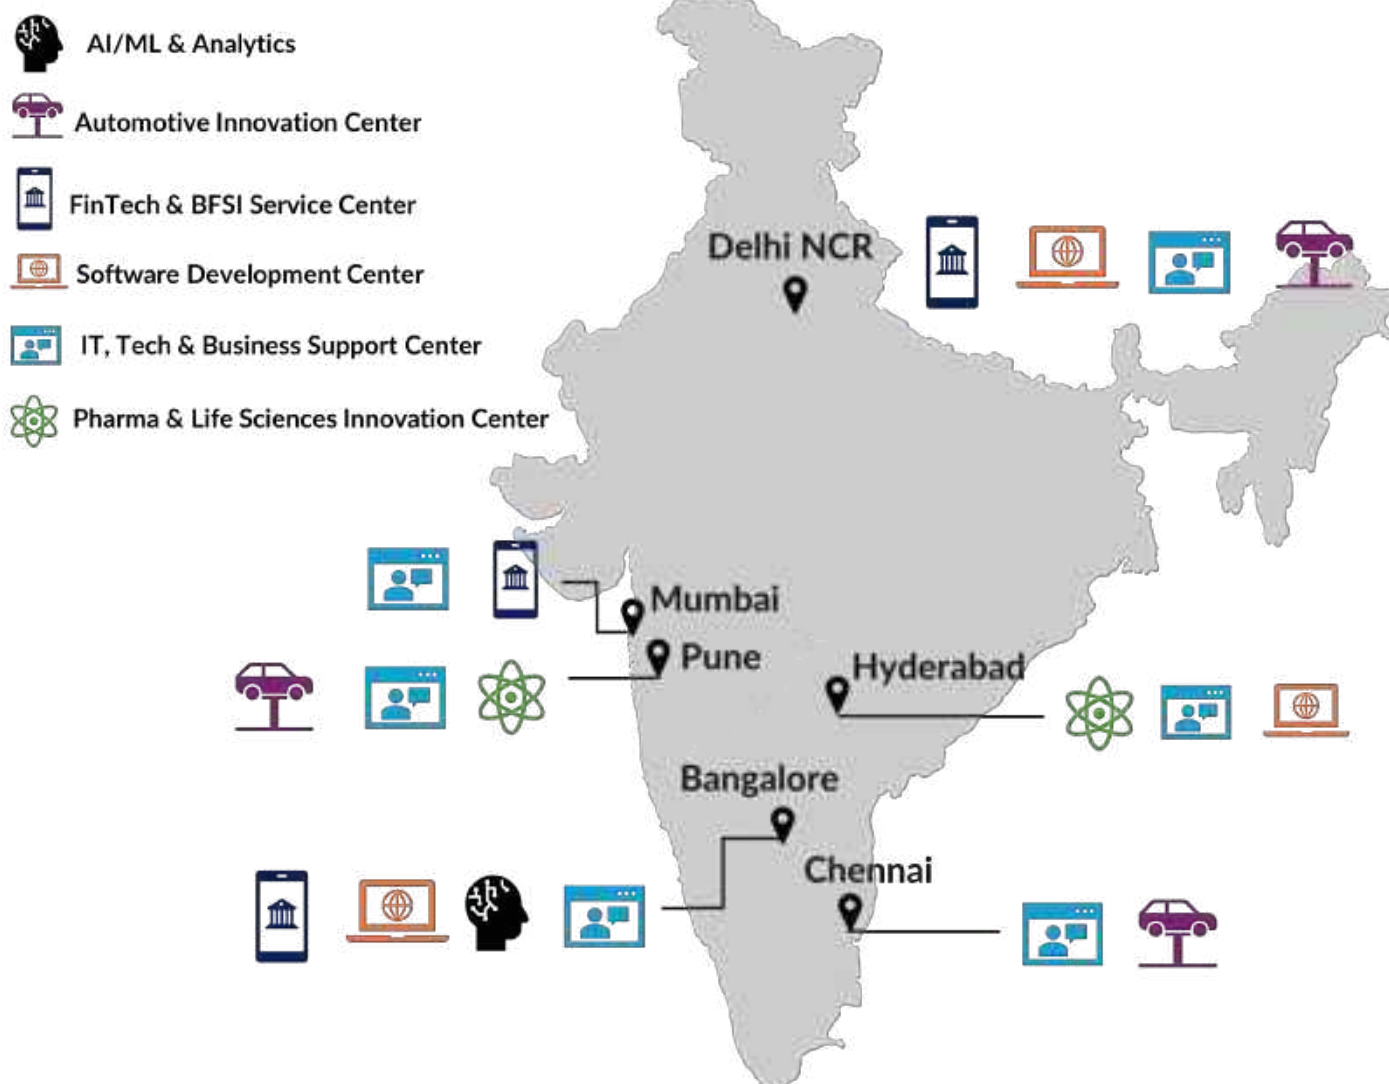 AI/ML & Analytics
Automotive Innovation Center
FinTech & BFSI Service Center
Software Development Center
IT, Tech & Business Support Center
Pharma & Life Sciences Innovation Center
Delhi NCR
Mumbai
Pune
Hyderabad
Bangalore
Chennai